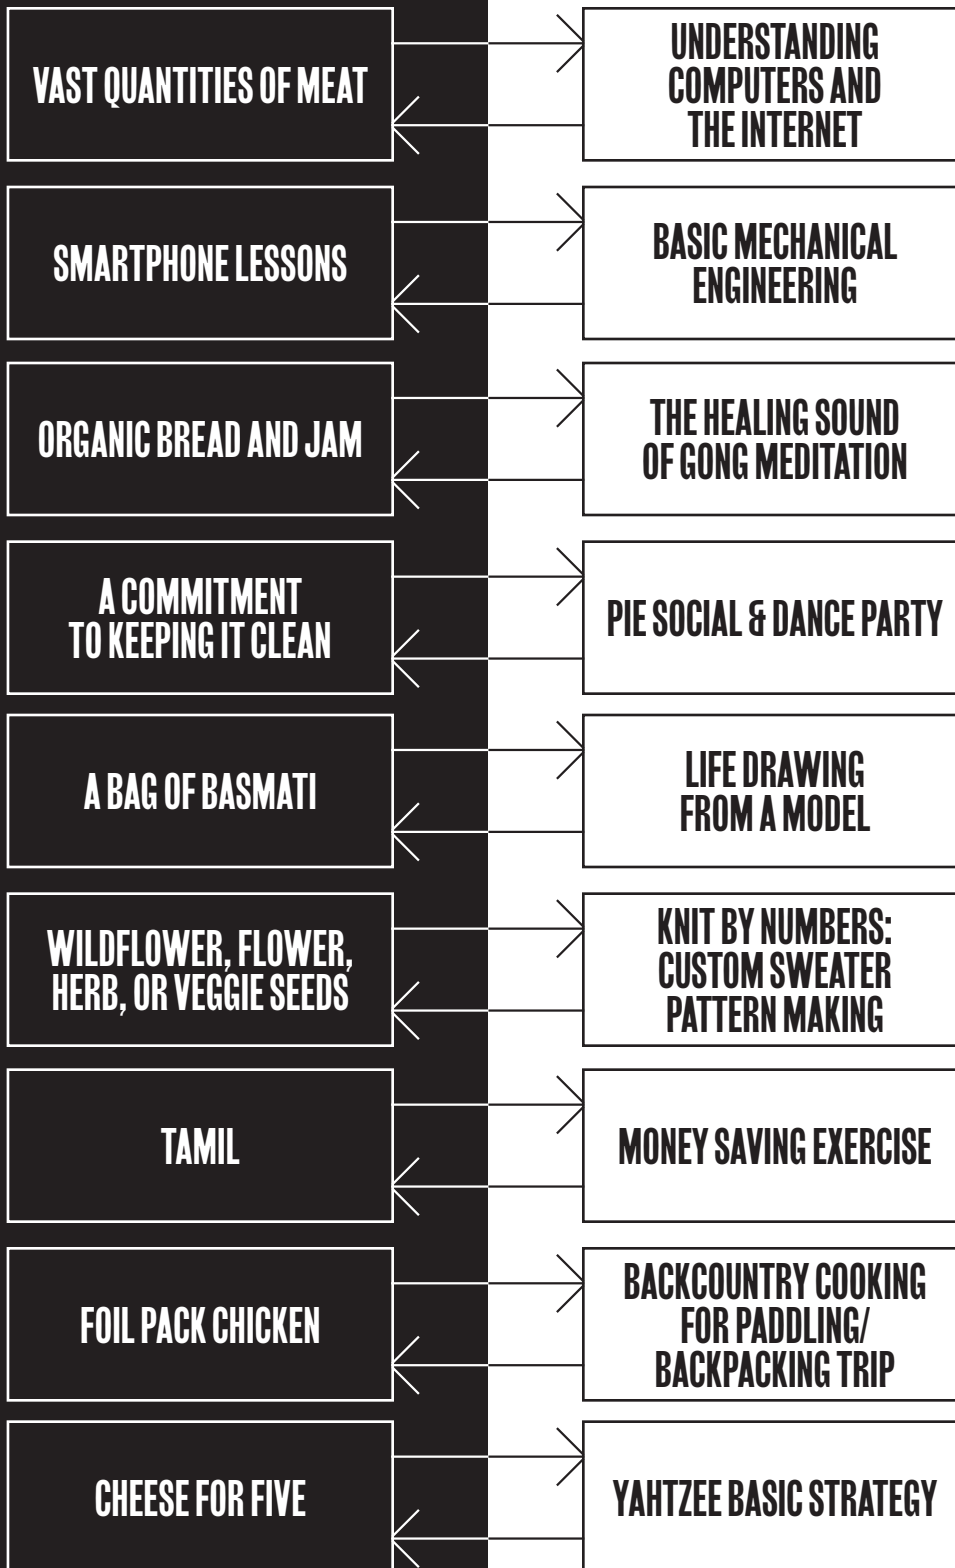 VAST QUANTITIES OF MEAT
UNDERSTANDING
COMPUTERS AND
THE INTERNET
SMARTPHONE LESSONS
BASIC MECHANICAL
ENGINEERING
ORGANIC BREAD AND JAM
THE HEALING SOUND
OF GONG MEDITATION
A COMMITMENT
TO KEEPING IT CLEAN
PIE SOCIAL & DANCE PARTY
A BAG OF BASMATI
LIFE DRAWING
FROM A MODEL
WILDFLOWER, FLOWER,
HERB, OR VEGGIE SEEDS
KNIT BY NUMBERS:
CUSTOM SWEATER
PATTERN MAKING
TAMIL
MONEY SAVING EXERCISE
FOIL PACK CHICKEN
BACKCOUNTRY COOKING
FOR PADDLING/
BACKPACKING TRIP
CHEESE FOR FIVE
YAHTZEE BASIC STRATEGY